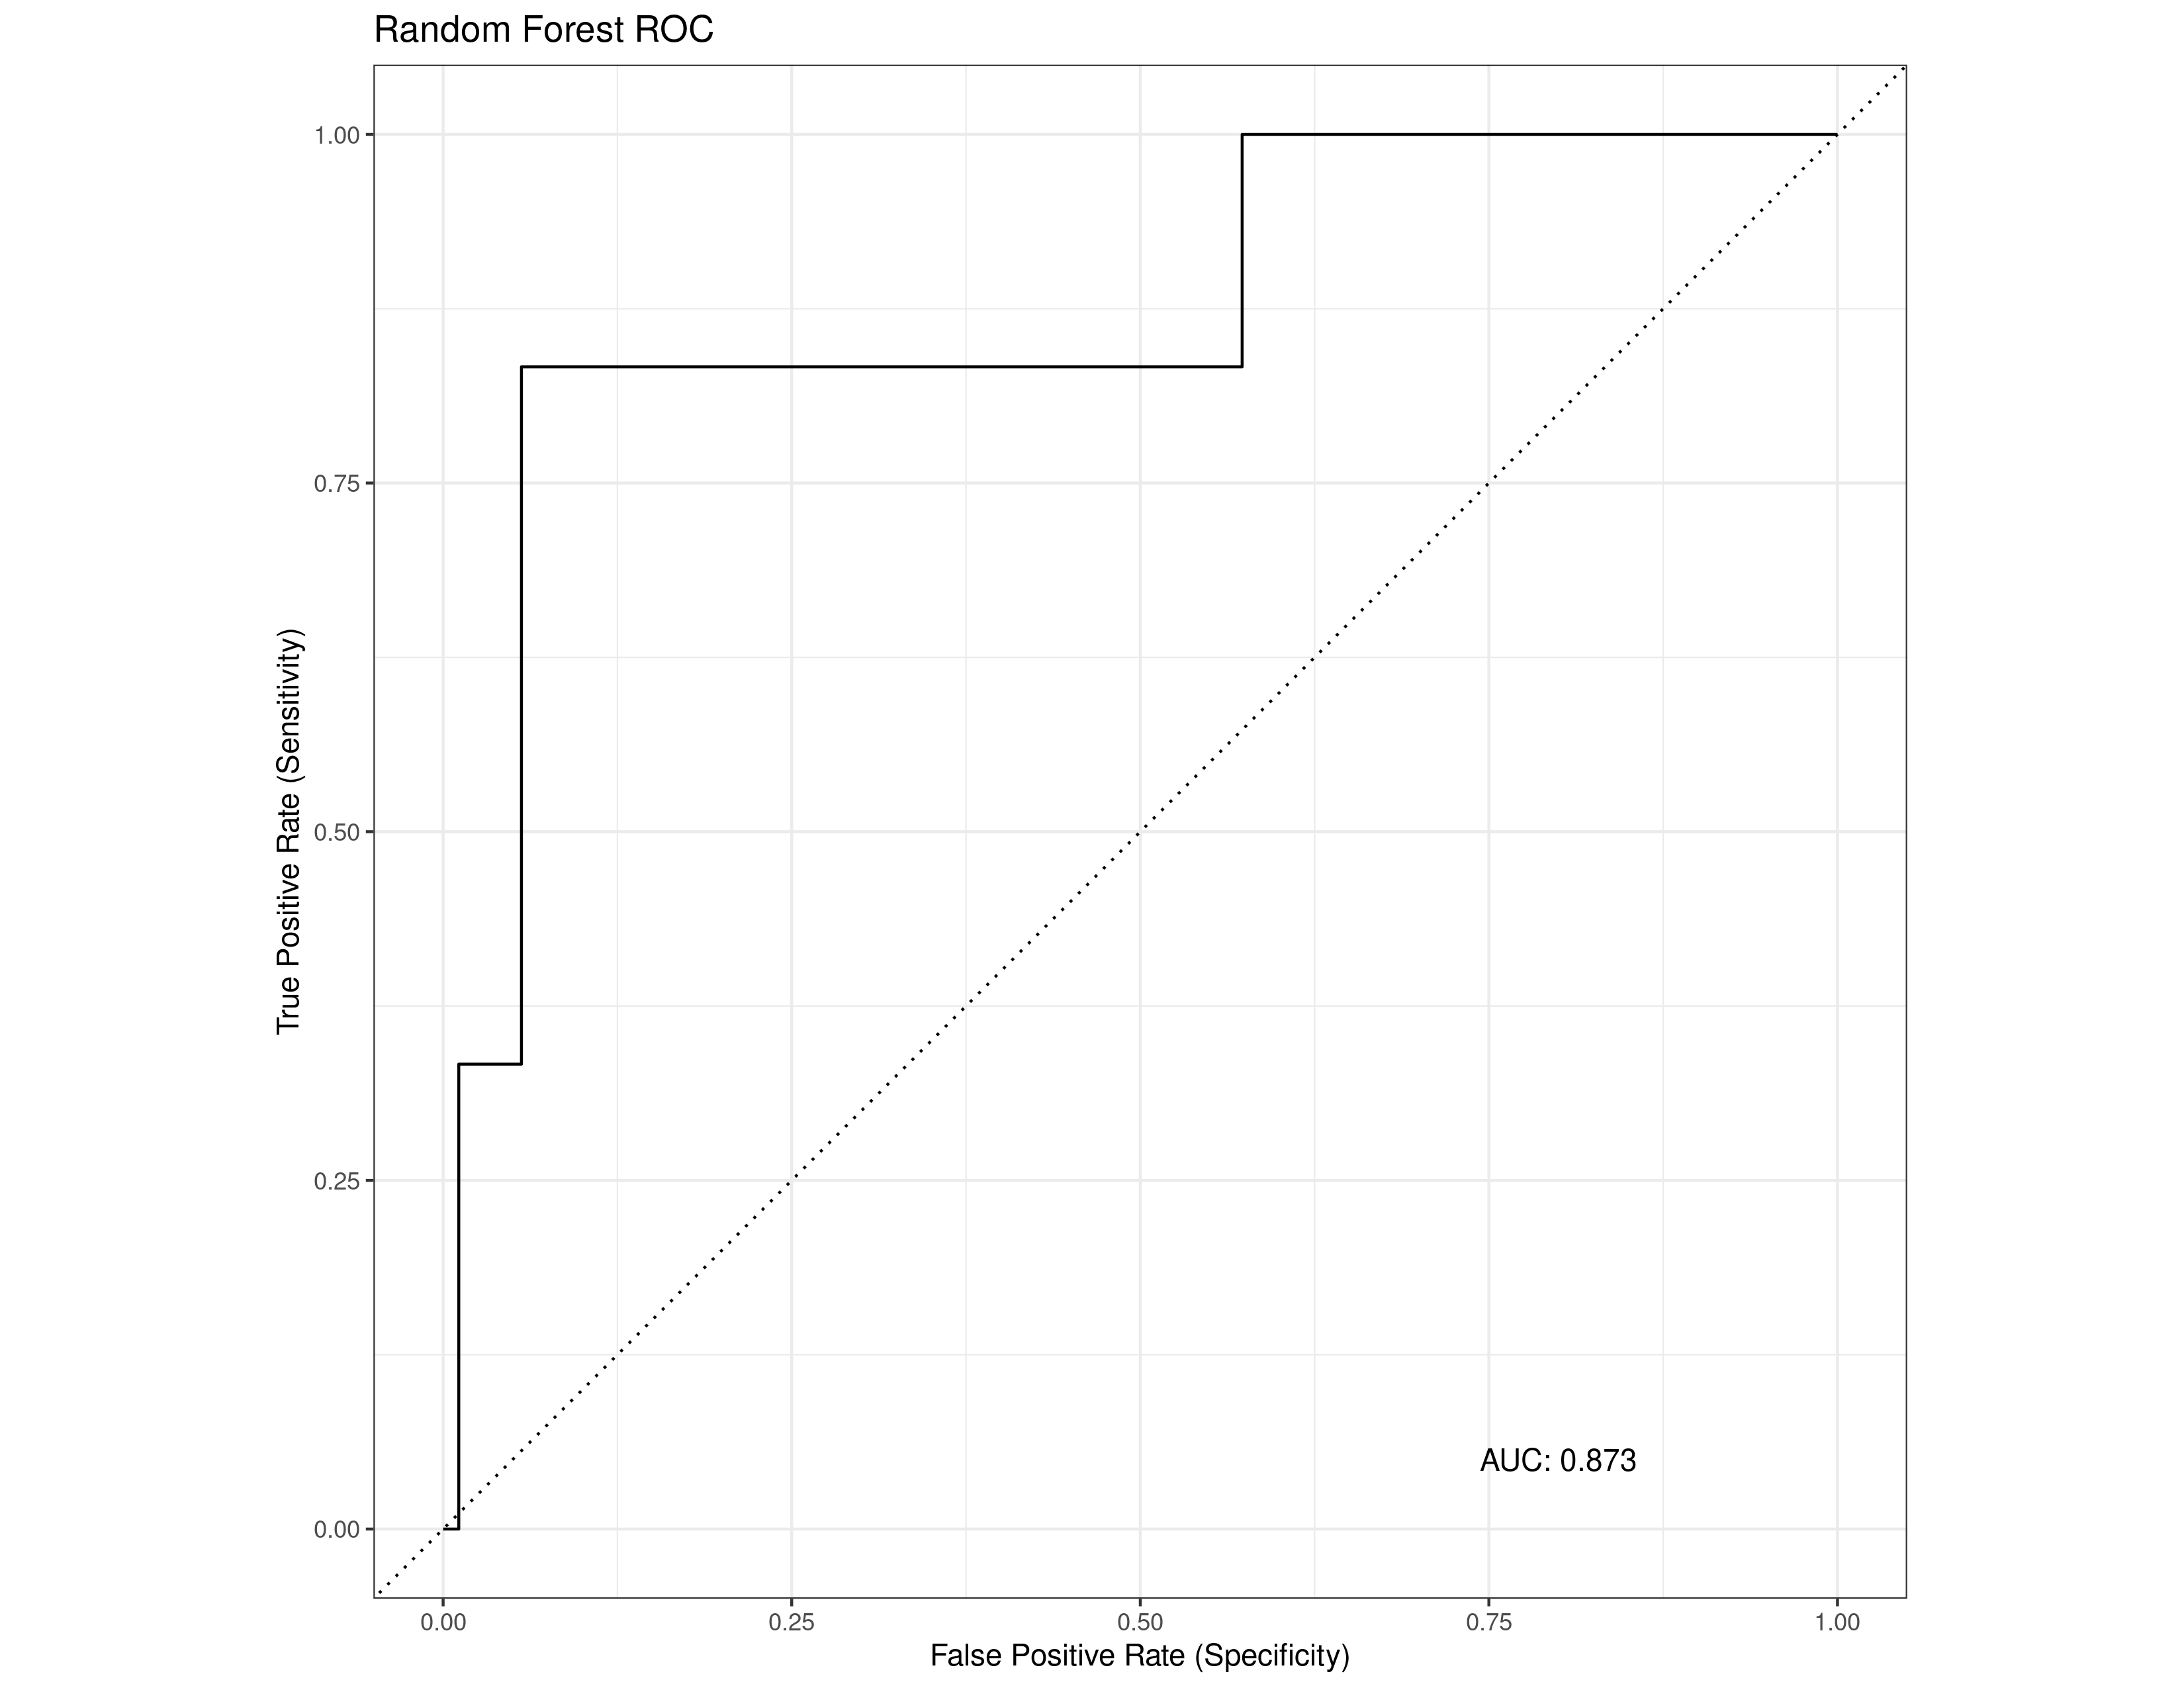 Random Forest ROC
1.00
0.75
0.50
0.25
0.00
True Positive Rate (Sensitivity)
AUC: 0.873
0.00 0.25 0.50 0.75 1.00
False Positive Rate (Specificity)